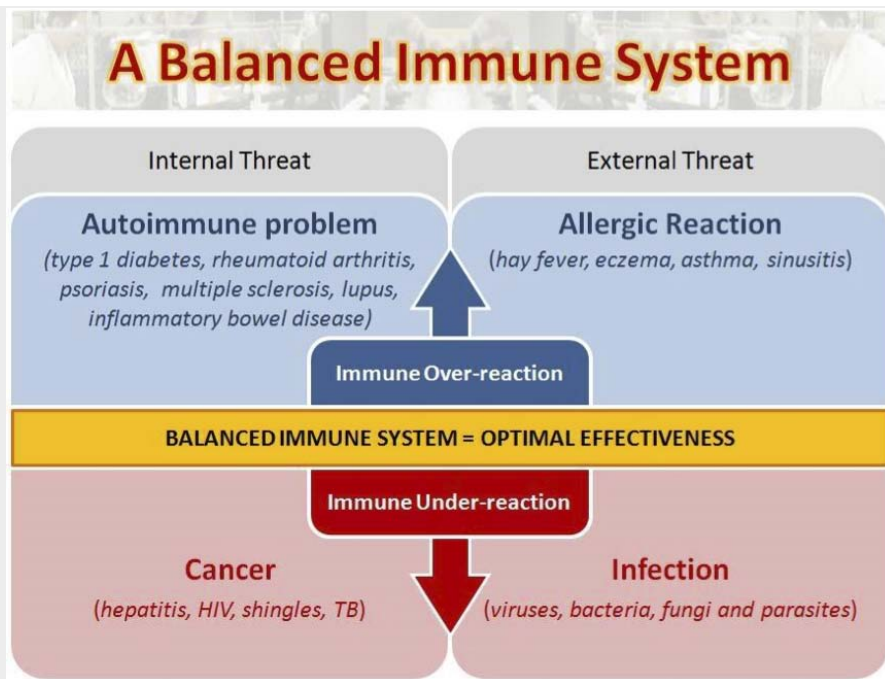 A Balanced Immune System
Internal Threat
External Threat
Autoimmune problem
(type 1 diabetes, rheumatoid arthritis,
psoriasis, multiple sclerosis, lupus,
inflammatory bowel disease)
Allergic Reaction
(hay fever, eczema, asthma, sinusitis)
Immune Over-reaction
BALANCED IMMUNE SYSTEM = OPTIMAL EFFECTIVENESS
Immune Under-reaction
Cancer
(hepatitis, HIV, shingles, TB)
Infection
(viruses, bacteria, fungi and parasites)